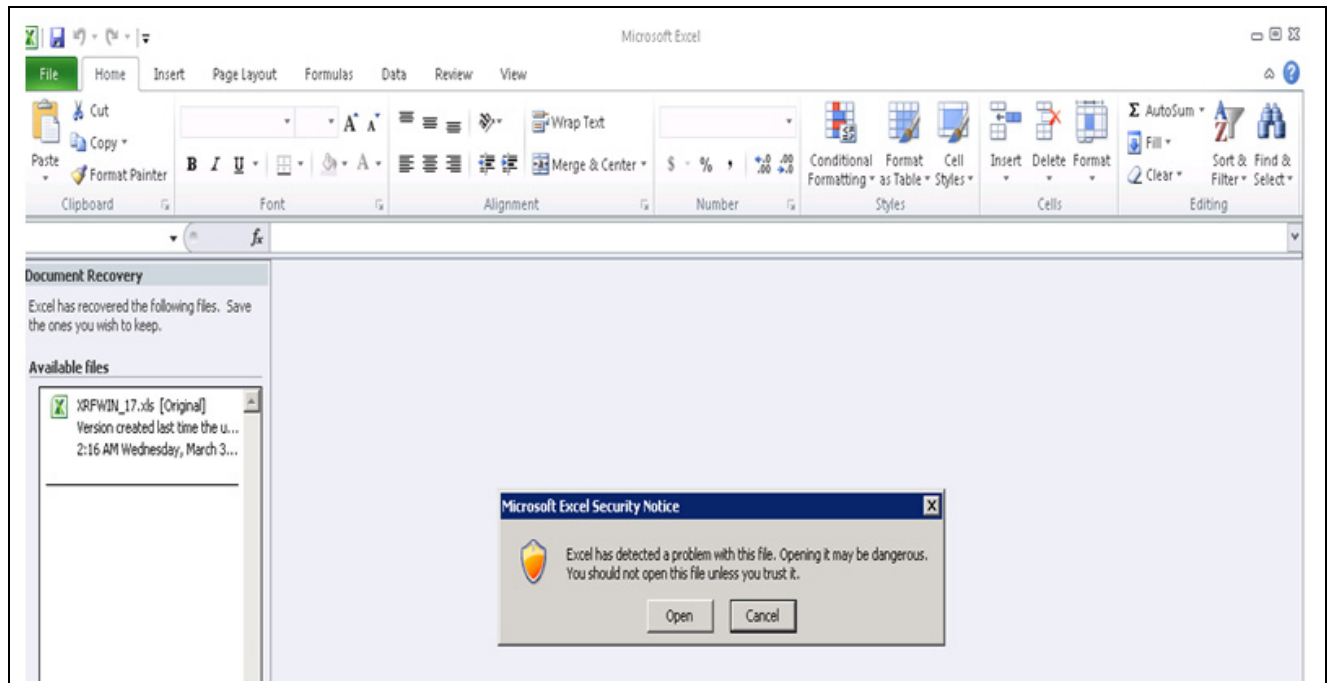 Microsoft Excel
File Home Insert Page Layout Formulas Data Review View
Cut
Copy
Format Painter
Paste
Clipboard
B I U
A A
A
Font
Wrap Text
Merge & Center
Alignment
$ % ,
.0 .00
.00 .0
Number
Conditional Formatting
Format as Table
Cell Styles
Styles
Insert Delete Format
Cells
Σ AutoSum
Fill
Clear
Sort & Filter
Find & Select
Editing
fx
Document Recovery
Excel has recovered the following files. Save
the ones you wish to keep.
Available files
XRFWIN_17.xls [Original]
Version created last time the u...
2:16 AM Wednesday, March 3...
Microsoft Excel Security Notice
Excel has detected a problem with this file. Opening it may be dangerous.
You should not open this file unless you trust it.
Open Cancel